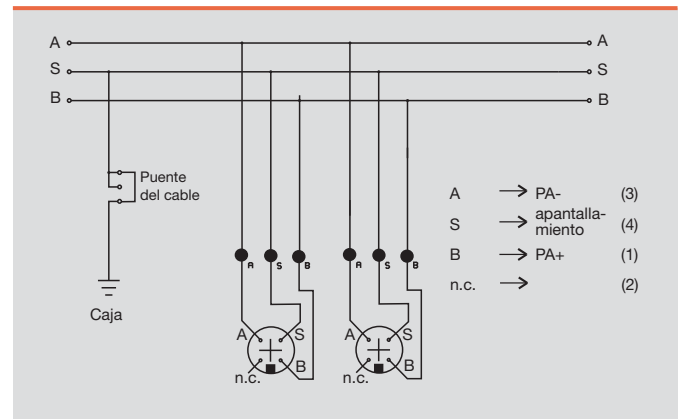 A A
S S
B B
Puente
del cable
A → PA- (3)
S → apantalla-
miento (4)
B → PA+ (1)
n.c. → (2)
A S B A S B
Caja
A S A S
B B
n.c. n.c.